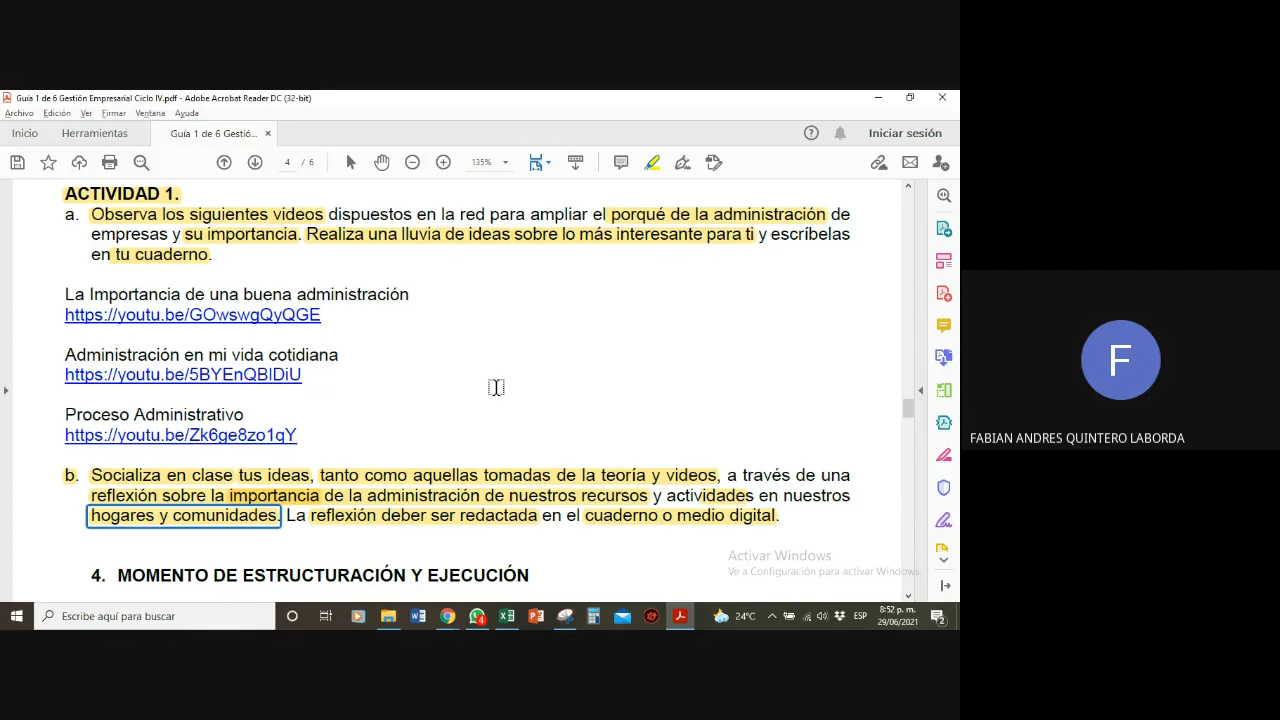 Guía 1 de 6 Gestión Empresarial Ciclo IV.pdf - Adobe Acrobat Reader DC (32-bit)
Archivo Edición Ver Firmar Ventana Ayuda
Inicio Herramientas Guía 1 de 6 Gestió... × Iniciar sesión
4 / 6 135%
ACTIVIDAD 1.
a. Observa los siguientes videos dispuestos en la red para ampliar el porqué de la administración de
empresas y su importancia. Realiza una lluvia de ideas sobre lo más interesante para ti y escríbelas
en tu cuaderno.
La Importancia de una buena administración
https://youtu.be/GOwswgQyQGE
Administración en mi vida cotidiana
https://youtu.be/5BYEnQBIDiU
Proceso Administrativo
https://youtu.be/Zk6ge8zo1qY
b. Socializa en clase tus ideas, tanto como aquellas tomadas de la teoría y videos, a través de una
reflexión sobre la importancia de la administración de nuestros recursos y actividades en nuestros
hogares y comunidades. La reflexión deber ser redactada en el cuaderno o medio digital.
4. MOMENTO DE ESTRUCTURACIÓN Y EJECUCIÓN
Activar Windows
Ve a Configuración para activar Windows.
Escribe aquí para buscar
4
24°C ESP
8:52 p. m.
29/06/2021
2
F
FABIAN ANDRES QUINTERO LABORDA